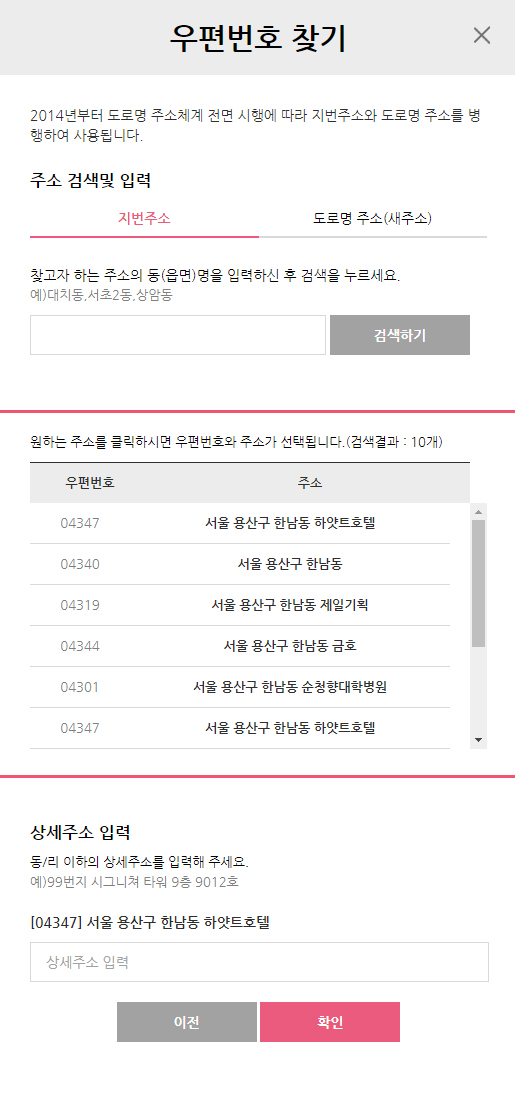 우편번호 찾기
2014년부터 도로명 주소체계 전면 시행에 따라 지번주소와 도로명 주소를 병
행하여 사용됩니다.
주소 검색및 입력
지번주소 도로명 주소(새주소)
찾고자 하는 주소의 동(읍면)명을 입력하신 후 검색을 누르세요.
예)대치동,서초2동,상암동
검색하기
원하는 주소를 클릭하시면 우편번호와 주소가 선택됩니다.(검색결과 : 10개)
우편번호 주소
04347 서울 용산구 한남동 하얏트호텔
04340 서울 용산구 한남동
04319 서울 용산구 한남동 제일기획
04344 서울 용산구 한남동 금호
04301 서울 용산구 한남동 순청향대학병원
04347 서울 용산구 한남동 하얏트호텔
상세주소 입력
동/리 이하의 상세주소를 입력해 주세요.
예)99번지 시그니쳐 타워 9층 9012호
[04347] 서울 용산구 한남동 하얏트호텔
상세주소 입력
이전 확인